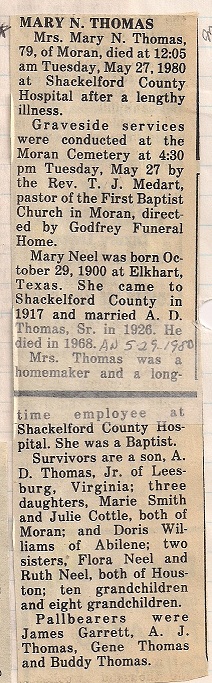 MARY N. THOMAS
Mrs. Mary N. Thomas,
79, of Moran, died at 12:05
am Tuesday, May 27, 1980
at Shackelford County
Hospital after a lengthy
illness.
Graveside services
were conducted at the
Moran Cemetery at 4:30
pm Tuesday, May 27 by
the Rev. T. J. Medart,
pastor of the First Baptist
Church in Moran, direct-
ed by Godfrey Funeral
Home.
Mary Neel was born Oc-
tober 29, 1900 at Elkhart,
Texas. She came to
Shackelford County in
1917 and married A. D.
Thomas, Sr. in 1926. He
died in 1968. AN 5-29-1980
Mrs. Thomas was a
homemaker and a long-
time employee at
Shackelford County Hos-
pital. She was a Baptist.
Survivors are a son, A.
D. Thomas, Jr. of Lees-
burg, Virginia; three
daughters, Marie Smith
and Julie Cottle, both of
Moran; and Doris Wil-
liams of Abilene; two
sisters, Flora Neel and
Ruth Neel, both of Hous-
ton; ten grandchildren
and eight grandchildren.
Pallbearers were
James Garrett, A. J.
Thomas, Gene Thomas
and Buddy Thomas.